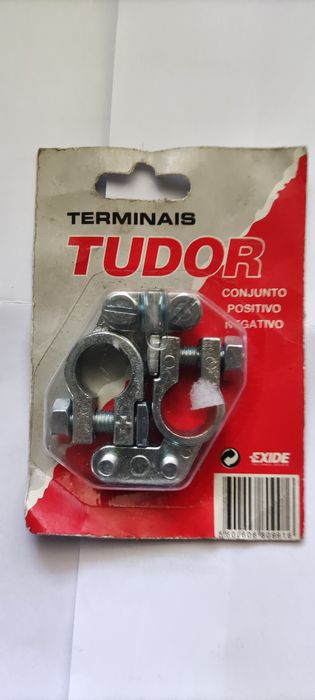 TERMINAIS
TUDOR
CONJUNTO
POSITIVO
NEGATIVO
EXIDE